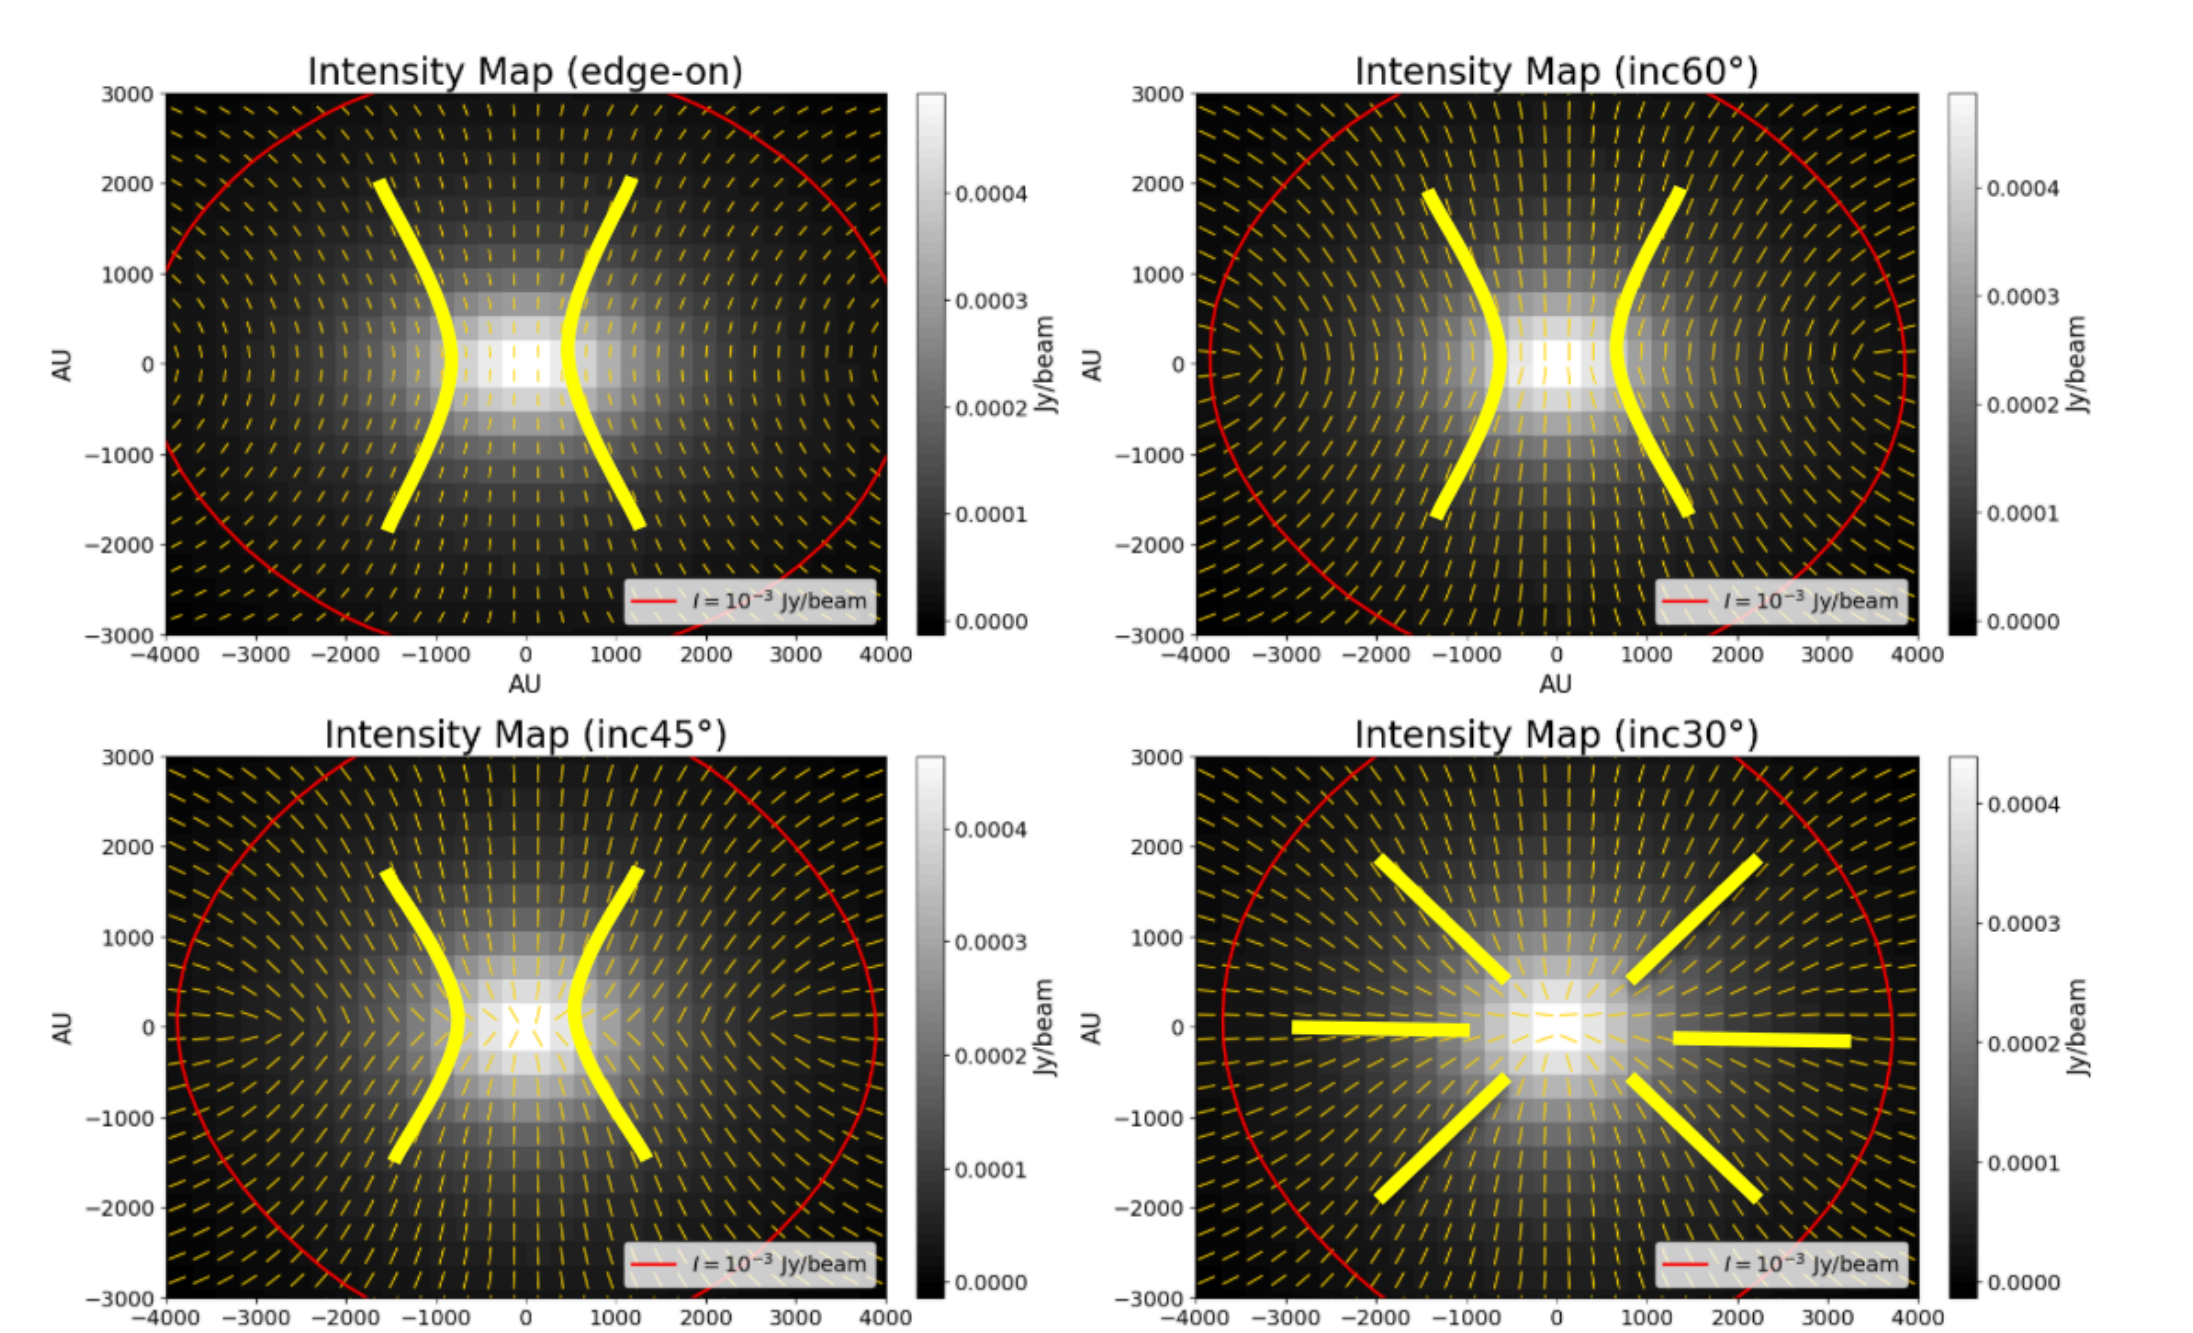 Intensity Map (edge-on)
3000
2000
1000
0
−1000
−2000
−3000
AU
−4000 −3000 −2000 −1000 0 1000 2000 3000 4000
AU
0.0004
0.0003
0.0002
0.0001
0.0000
Jy/beam
I = 10⁻³ Jy/beam
Intensity Map (inc60°)
3000
2000
1000
0
−1000
−2000
−3000
AU
−4000 −3000 −2000 −1000 0 1000 2000 3000 4000
AU
0.0004
0.0003
0.0002
0.0001
0.0000
Jy/beam
I = 10⁻³ Jy/beam
Intensity Map (inc45°)
3000
2000
1000
0
−1000
−2000
−3000
AU
−4000 −3000 −2000 −1000 0 1000 2000 3000 4000
0.0004
0.0003
0.0002
0.0001
0.0000
Jy/beam
I = 10⁻³ Jy/beam
Intensity Map (inc30°)
3000
2000
1000
0
−1000
−2000
−3000
AU
−4000 −3000 −2000 −1000 0 1000 2000 3000 4000
0.0004
0.0003
0.0002
0.0001
0.0000
Jy/beam
I = 10⁻³ Jy/beam